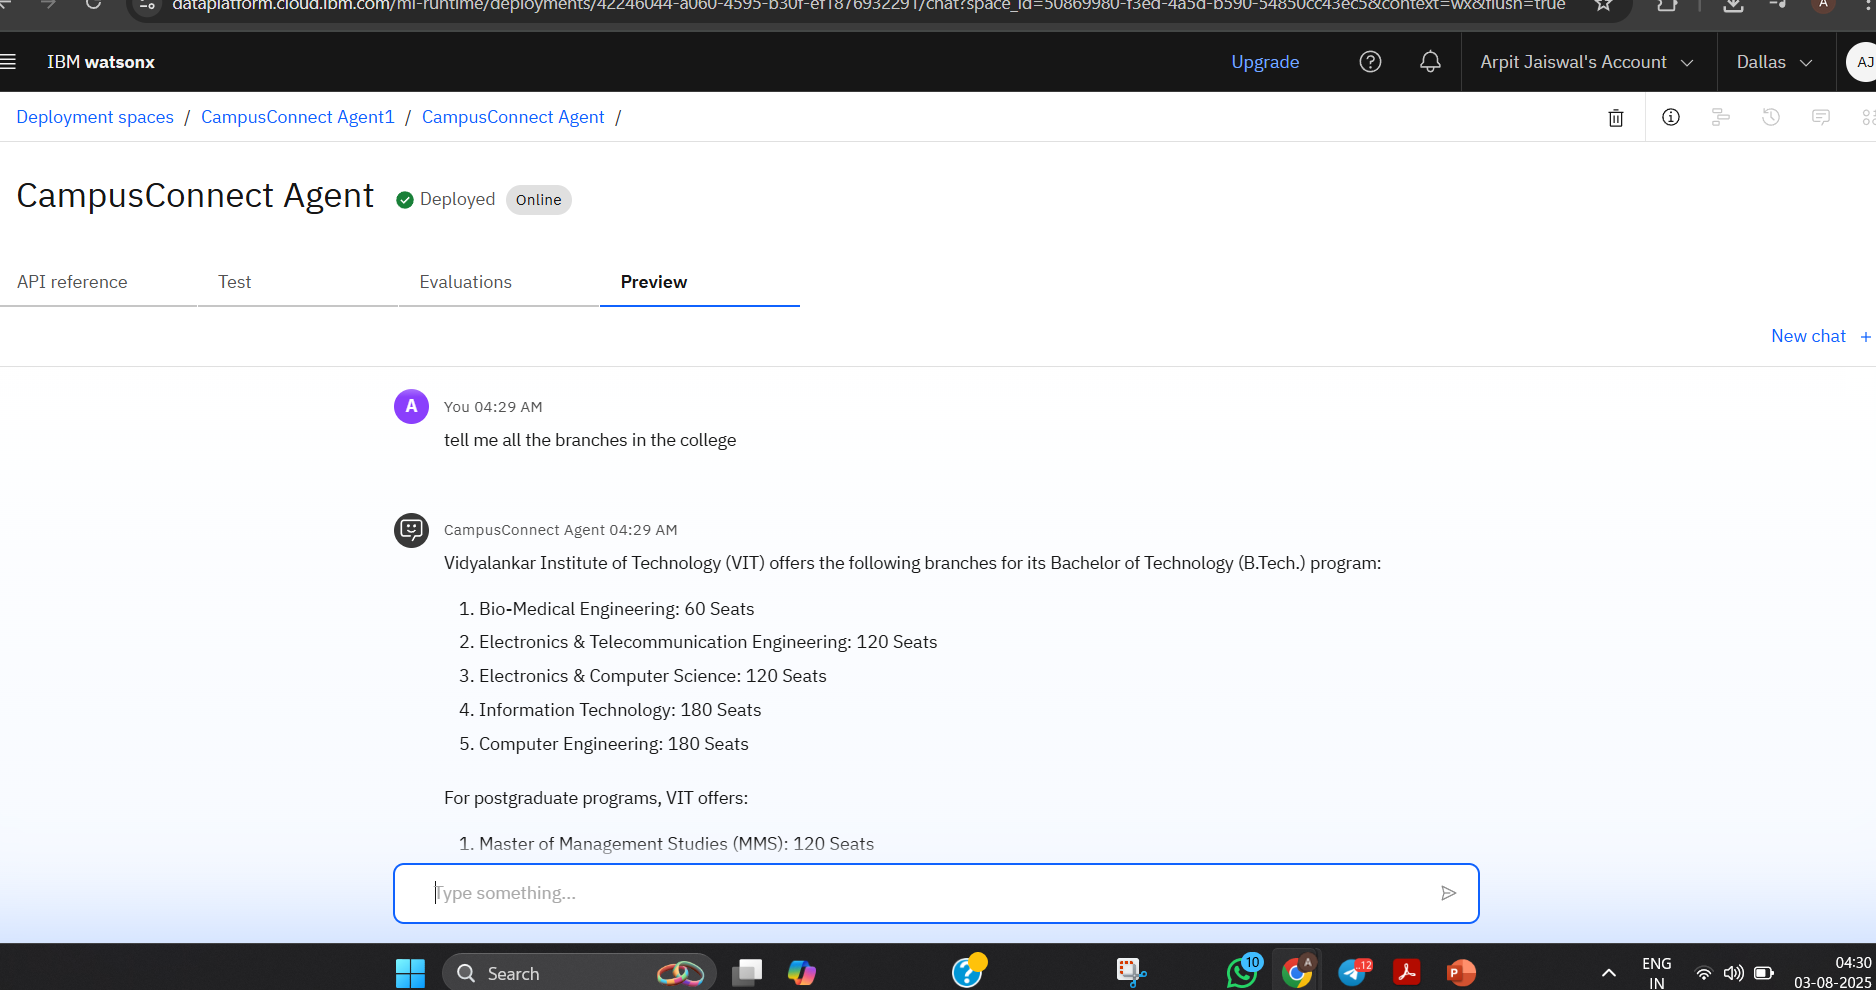 dataplatform.cloud.ibm.com/ml-runtime/deployments/42246044-a060-4595-b30f-ef1876932291/chat?space_id=50869980-f3ed-4a5d-b590-54850cc43ec5&context=wx&flush=true
A
IBM watsonx
Upgrade
Arpit Jaiswal's Account
Dallas
AJ
Deployment spaces / CampusConnect Agent1 / CampusConnect Agent /
CampusConnect Agent
Deployed
Online
API reference
Test
Evaluations
Preview
New chat +
A
You 04:29 AM
tell me all the branches in the college
CampusConnect Agent 04:29 AM
Vidyalankar Institute of Technology (VIT) offers the following branches for its Bachelor of Technology (B.Tech.) program:
1. Bio-Medical Engineering: 60 Seats
2. Electronics & Telecommunication Engineering: 120 Seats
3. Electronics & Computer Science: 120 Seats
4. Information Technology: 180 Seats
5. Computer Engineering: 180 Seats
For postgraduate programs, VIT offers:
1. Master of Management Studies (MMS): 120 Seats
Type something...
Search
10
A
..12
P
ENG
IN
04:30
03-08-2025